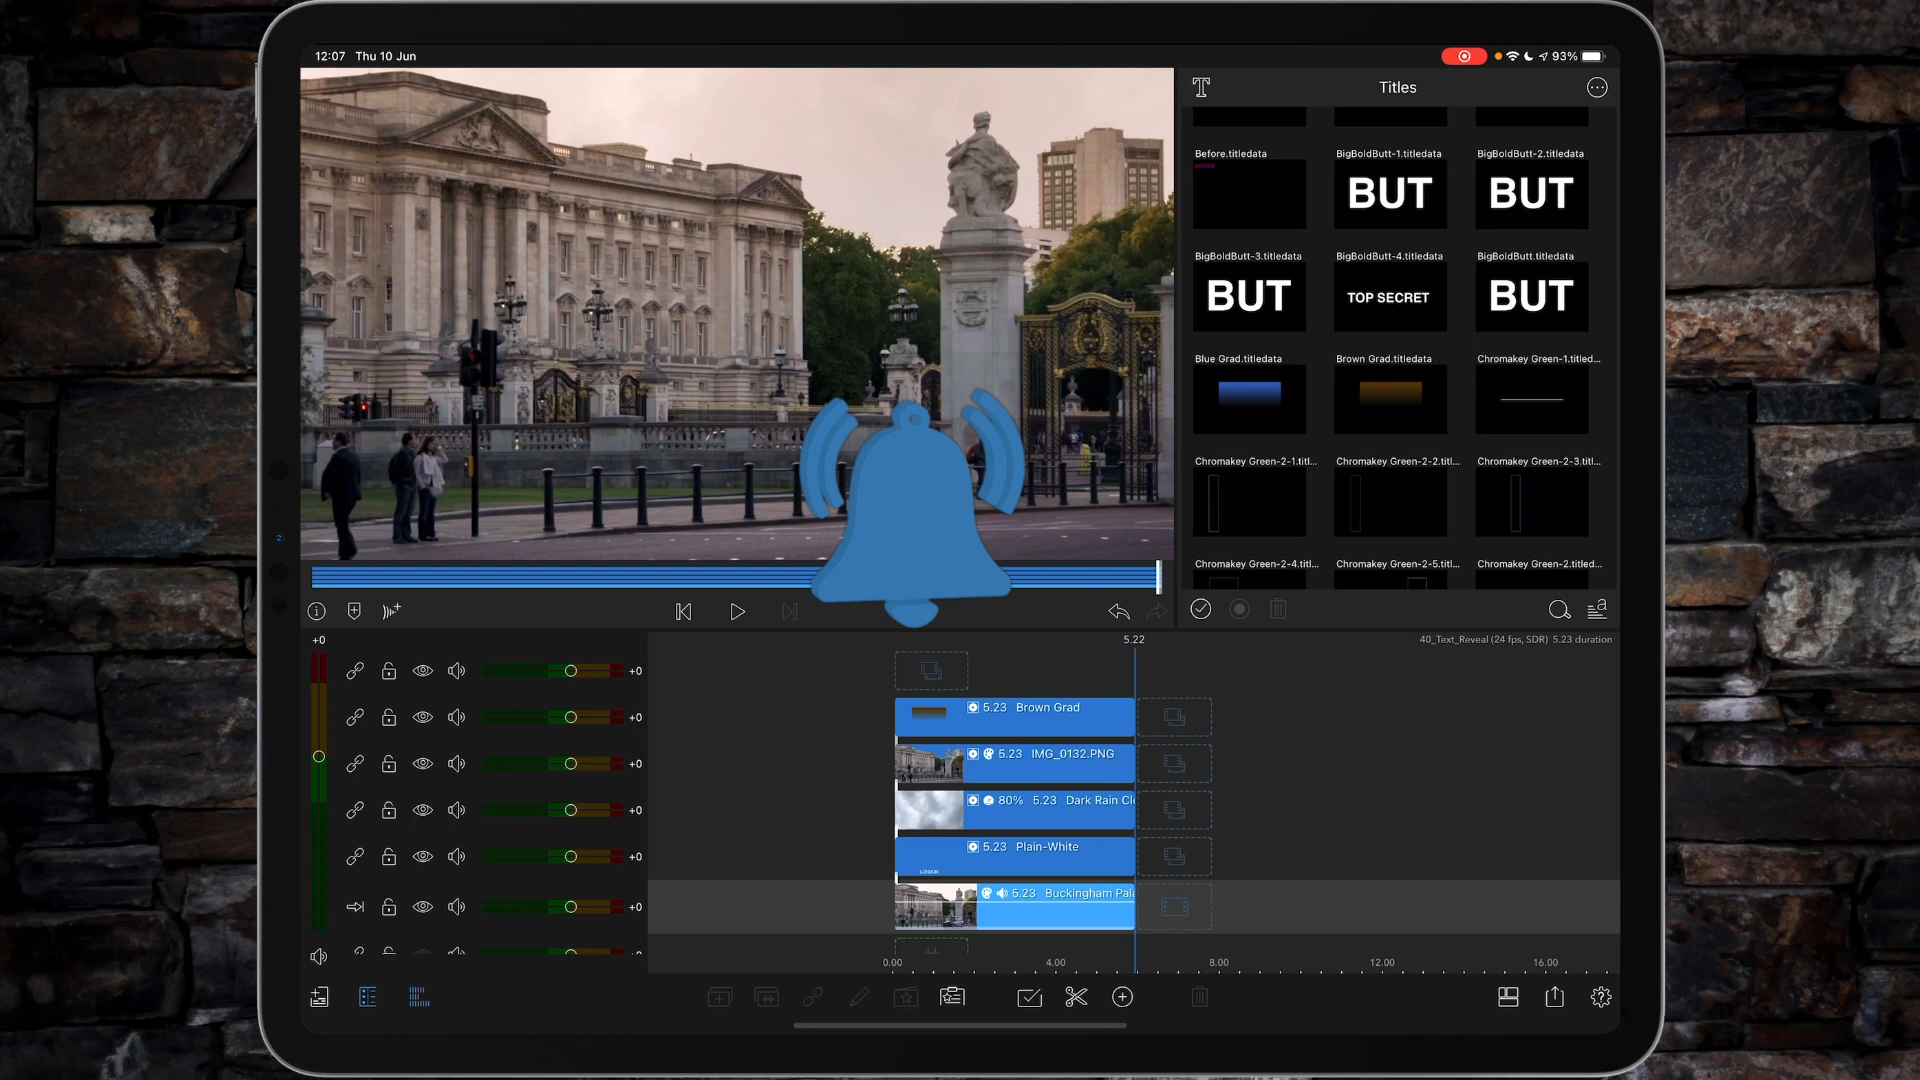 12:07 Thu 10 Jun
93%
Titles
Before.titledata
BigBoldButt-1.titledata
BigBoldButt-2.titledata
BUT
BUT
BigBoldButt-3.titledata
BigBoldButt-4.titledata
BigBoldButt.titledata
BUT
TOP SECRET
BUT
Blue Grad.titledata
Brown Grad.titledata
Chromakey Green-1.titled...
Chromakey Green-2-1.titl...
Chromakey Green-2-2.titl...
Chromakey Green-2-3.titl...
Chromakey Green-2-4.titl...
Chromakey Green-2-5.titl...
Chromakey Green-2.titled...
+0
5.22
40_Text_Reveal (24 fps, SDR) 5.23 duration
+0
5.23 Brown Grad
+0
5.23 IMG_0132.PNG
+0
80% 5.23 Dark Rain Cl
+0
5.23 Plain-White
LONDON
+0
5.23 Buckingham Pala
+0
0.00 4.00 8.00 12.00 16.00